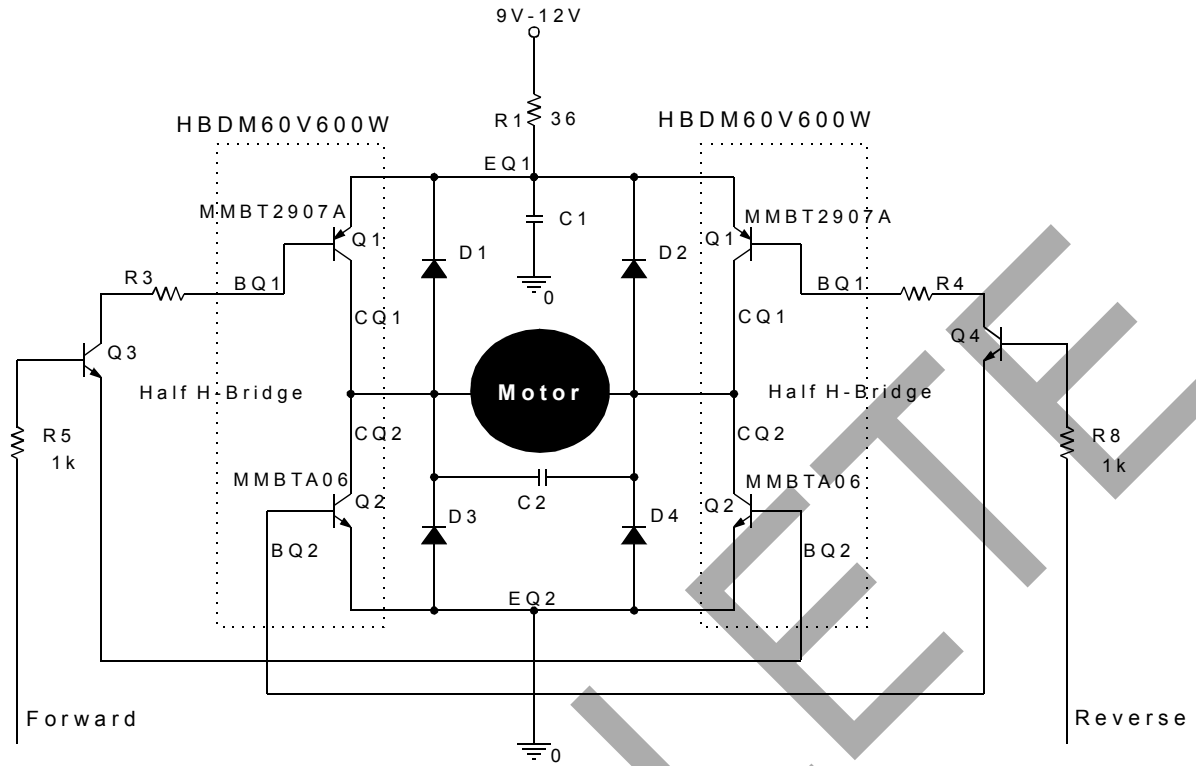 9V-12V
R1 36
HBDM60V600W
HBDM60V600W
EQ1
MMBT2907A
MMBT2907A
Q1
C1
Q1
D1
D2
0
R3
BQ1
BQ1
R4
CQ1
CQ1
Q3
Q4
Half H-Bridge
Motor
Half H-Bridge
R5
1k
CQ2
CQ2
R8
1k
MMBTA06
MMBTA06
Q2
C2
Q2
D3
D4
BQ2
BQ2
EQ2
Forward
Reverse
0
LETE